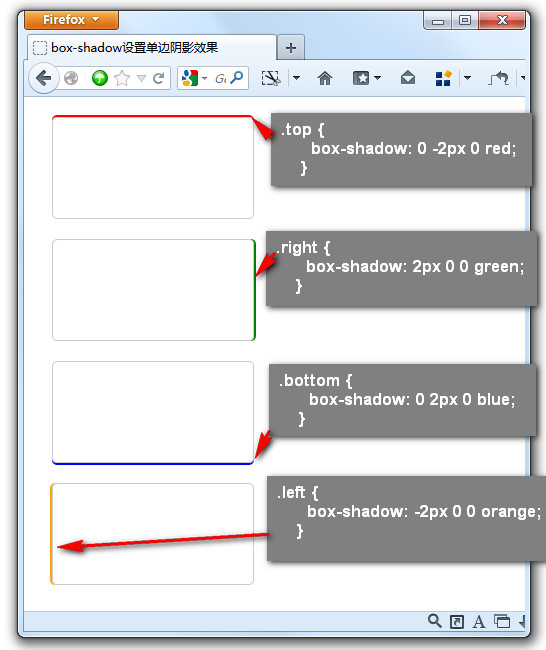 Firefox
box-shadow设置单边阴影效果
.top {
box-shadow: 0 -2px 0 red;
}
.right {
box-shadow: 2px 0 0 green;
}
.bottom {
box-shadow: 0 2px 0 blue;
}
.left {
box-shadow: -2px 0 0 orange;
}